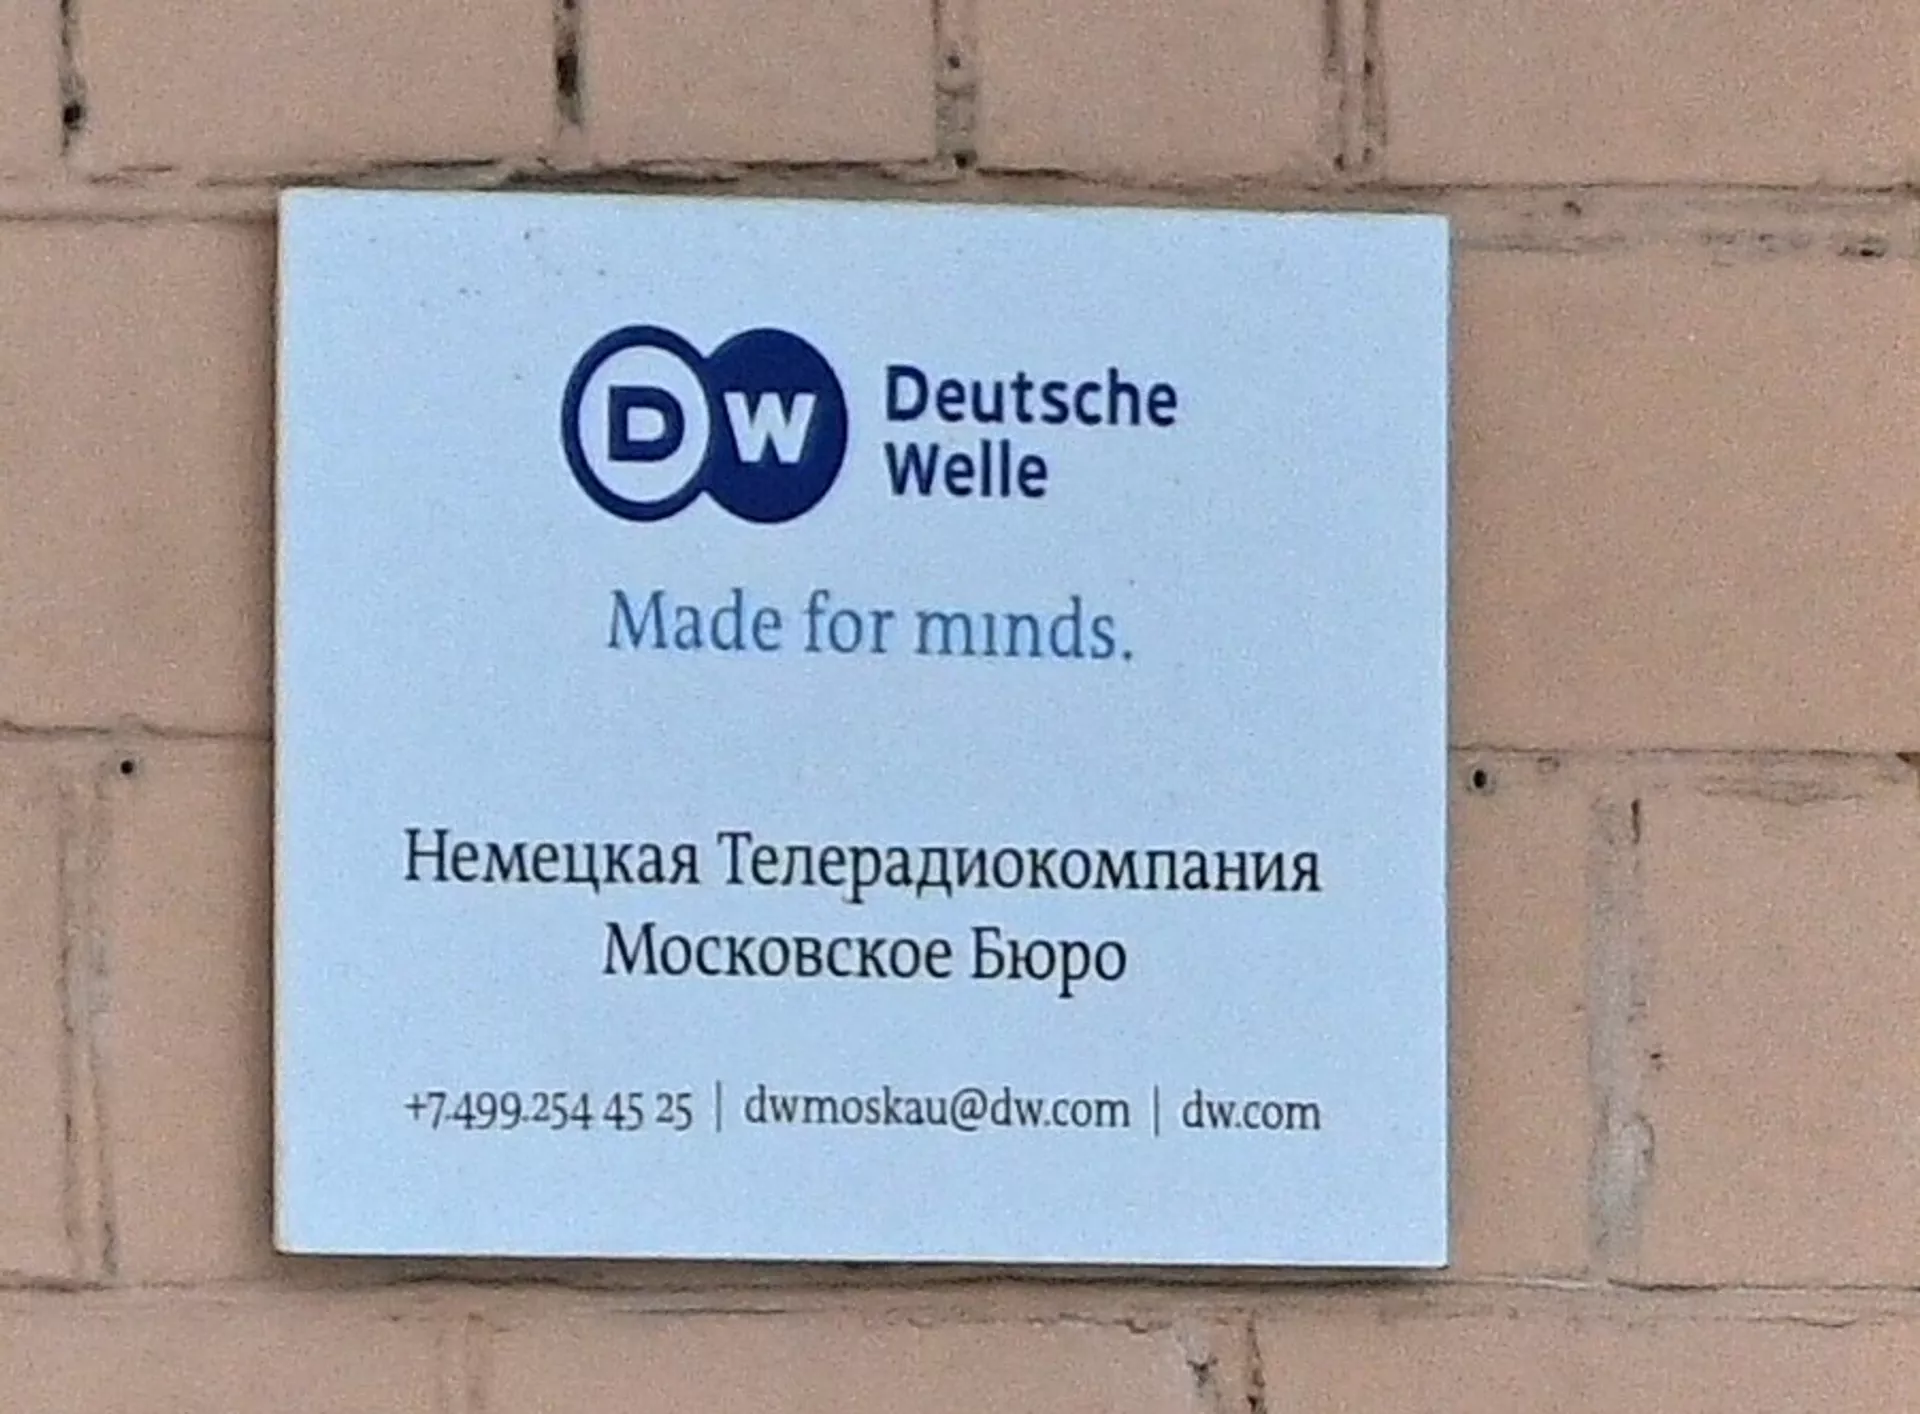 DW Deutsche
Welle
Made for minds.
Немецкая Телерадиокомпания
Московское Бюро
+7.499.254 45 25 | dwmoskau@dw.com | dw.com